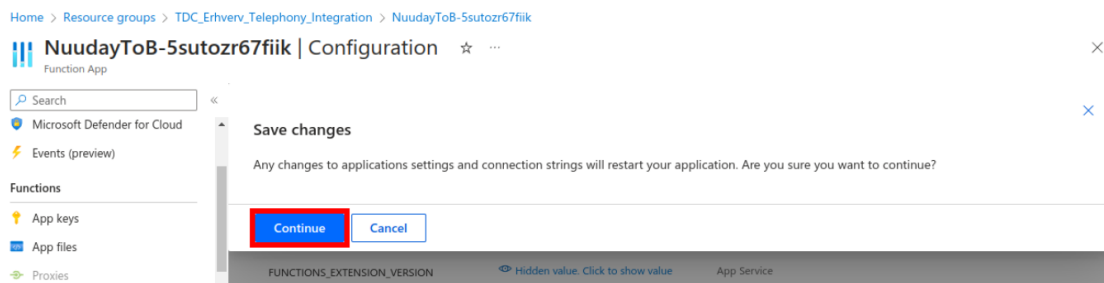 Home > Resource groups > TDC_Erhverv_Telephony_Integration > NuudayToB-5sutozr67fiik
NuudayToB-5sutozr67fiik | Configuration
Function App
Search
Microsoft Defender for Cloud
Events (preview)
Functions
App keys
App files
Proxies
Save changes
Any changes to applications settings and connection strings will restart your application. Are you sure you want to continue?
Continue Cancel
FUNCTIONS_EXTENSION_VERSION Hidden value. Click to show value App Service